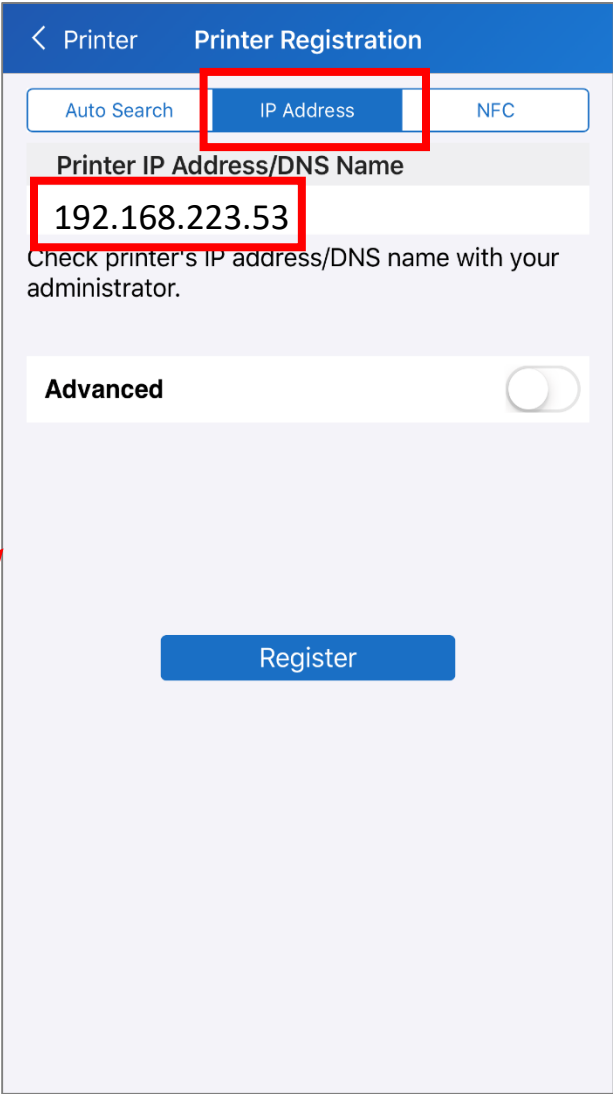 Printer Printer Registration
Auto Search IP Address NFC
Printer IP Address/DNS Name
192.168.223.53
Check printer's IP address/DNS name with your
administrator.
Advanced
Register